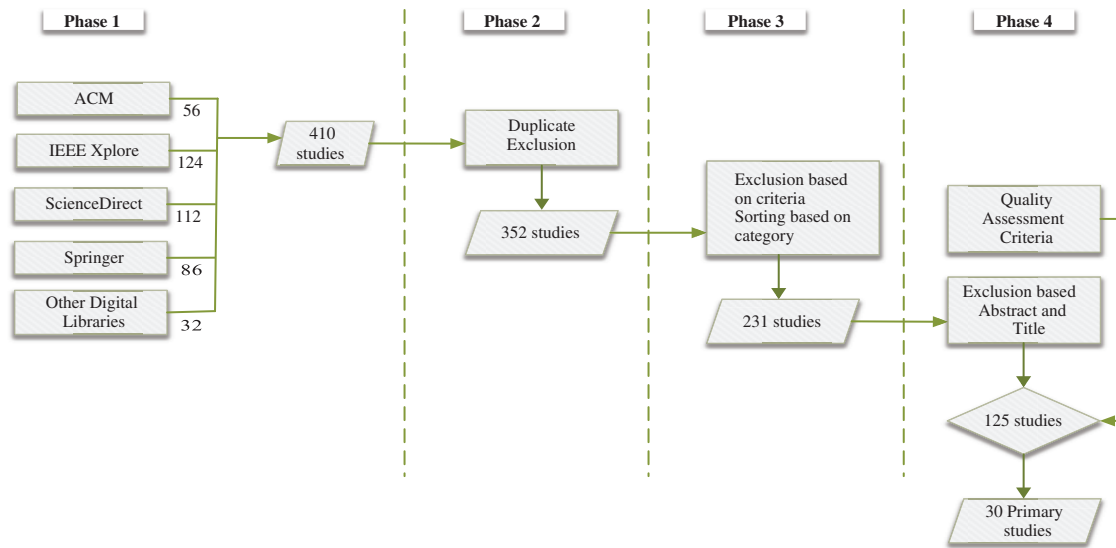 Phase 1
Phase 2
Phase 3
Phase 4
ACM
56
IEEE Xplore
124
ScienceDirect
112
Springer
86
Other Digital
Libraries
32
410
studies
Duplicate
Exclusion
352 studies
Exclusion based
on criteria
Sorting based on
category
231 studies
Quality
Assessment
Criteria
Exclusion based
Abstract and
Title
125 studies
30 Primary
studies